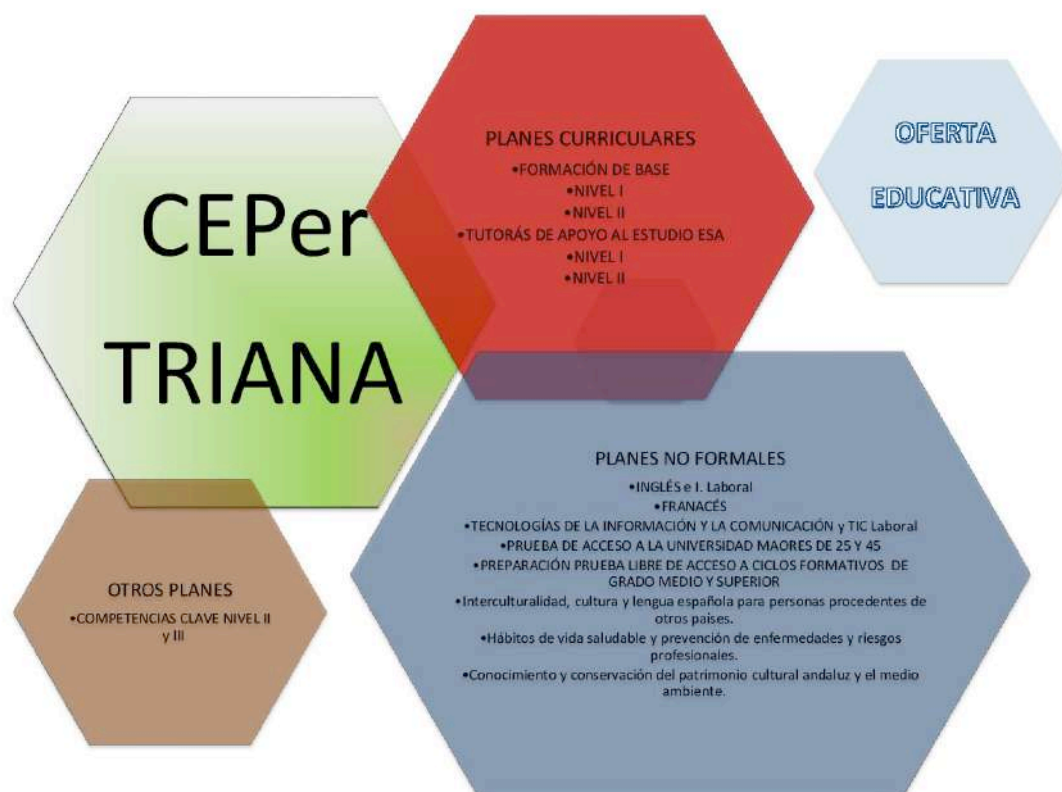 CEPer
TRIANA
PLANES CURRICULARES
•FORMACIÓN DE BASE
•NIVEL I
•NIVEL II
•TUTORÁS DE APOYO AL ESTUDIO ESA
•NIVEL I
•NIVEL II
OFERTA
EDUCATIVA
PLANES NO FORMALES
•INGLÉS e I. Laboral
•FRANACÉS
•TECNOLOGÍAS DE LA INFORMACIÓN Y LA COMUNICACIÓN y TIC Laboral
•PRUEBA DE ACCESO A LA UNIVERSIDAD MAORES DE 25 Y 45
•PREPARACIÓN PRUEBA LIBRE DE ACCESO A CICLOS FORMATIVOS DE
GRADO MEDIO Y SUPERIOR
•Interculturalidad, cultura y lengua española para personas procedentes de
otros países.
•Hábitos de vida saludable y prevención de enfermedades y riesgos
profesionales.
•Conocimiento y conservación del patrimonio cultural andaluz y el medio
ambiente.
OTROS PLANES
•COMPETENCIAS CLAVE NIVEL II
y III